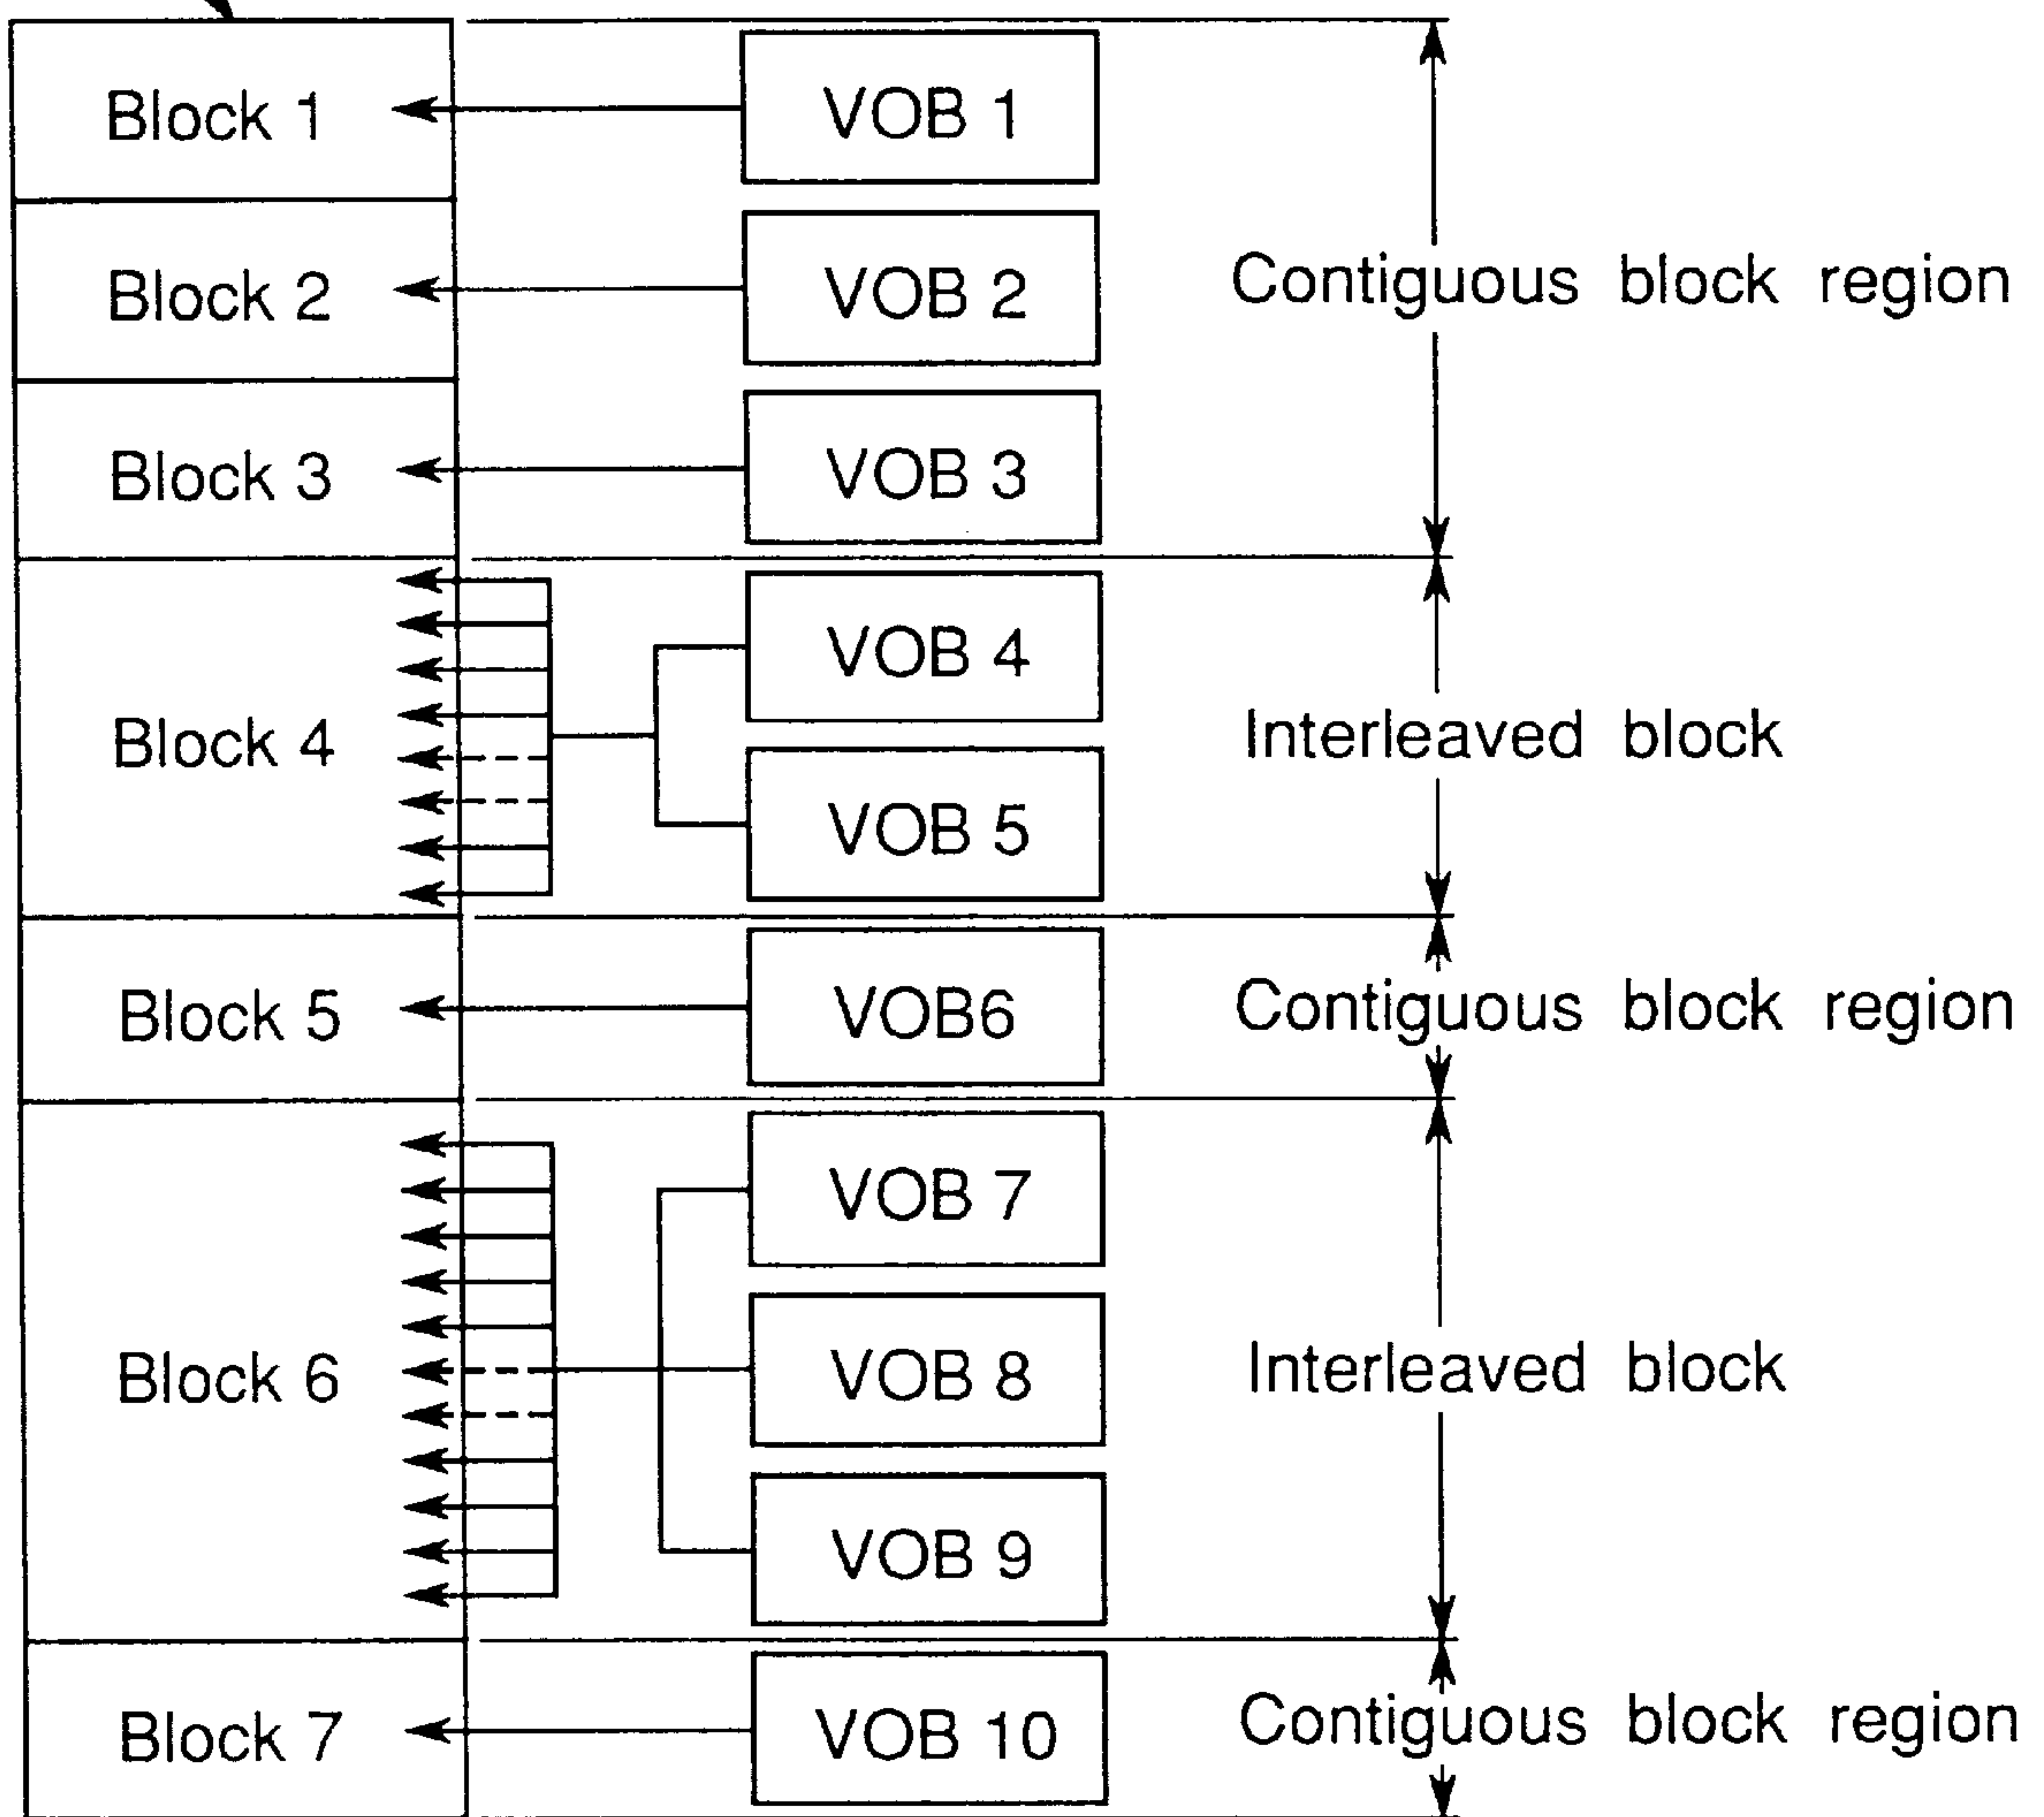 Block 1
VOB 1
Block 2
VOB 2
Contiguous block region
Block 3
VOB 3
Block 4
VOB 4
Interleaved block
VOB 5
Block 5
VOB6
Contiguous block region
VOB 7
Block 6
VOB 8
Interleaved block
VOB 9
Block 7
VOB 10
Contiguous block region